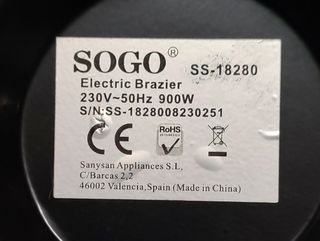 SOGO® SS-18280
Electric Brazier
230V~50Hz 900W
S/N:SS-1828008230251
CE RoHS
Sanysan Appliances S.L,
C/Barcas 2,2
46002 Valencia,Spain (Made in China)